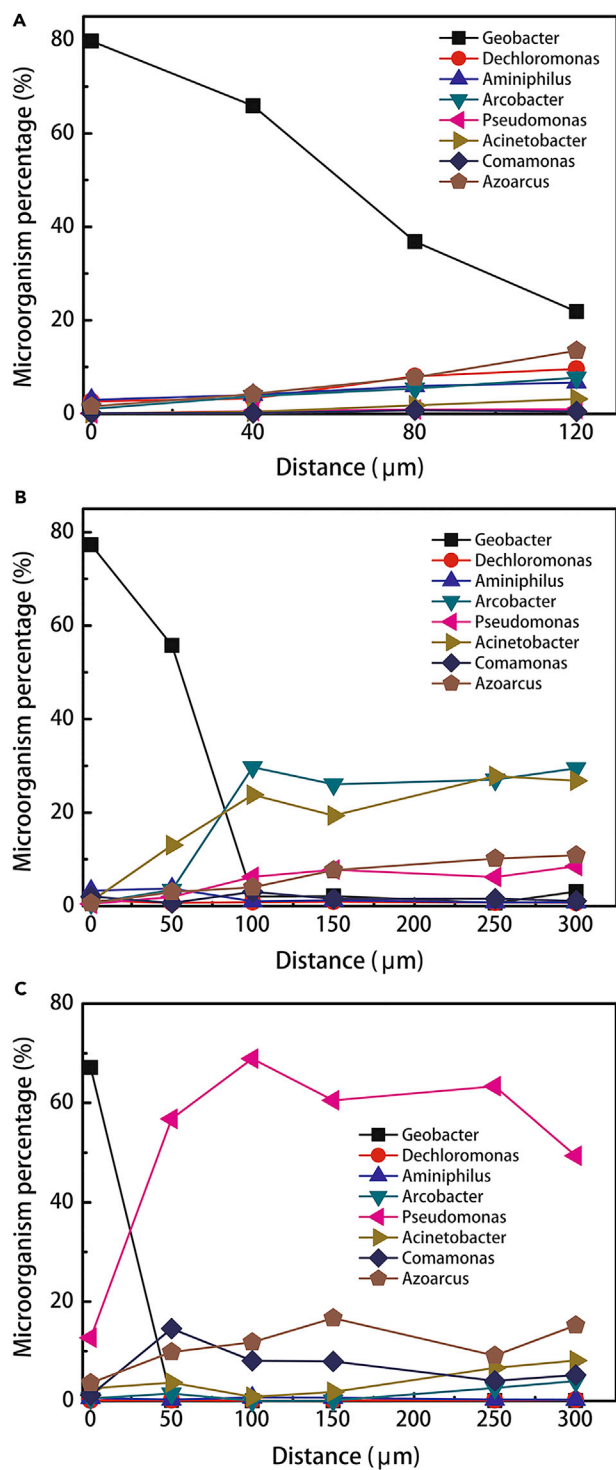 A
Microorganism percentage (%)
80
60
40
20
0
Geobacter
Dechloromonas
Aminiphilus
Arcobacter
Pseudomonas
Acinetobacter
Comamonas
Azoarcus
0 40 80 120
Distance (µm)
B
Microorganism percentage (%)
80
60
40
20
0
Geobacter
Dechloromonas
Aminiphilus
Arcobacter
Pseudomonas
Acinetobacter
Comamonas
Azoarcus
0 50 100 150 200 250 300
Distance (µm)
C
Microorganism percentage (%)
80
60
40
20
0
Geobacter
Dechloromonas
Aminiphilus
Arcobacter
Pseudomonas
Acinetobacter
Comamonas
Azoarcus
0 50 100 150 200 250 300
Distance (µm)